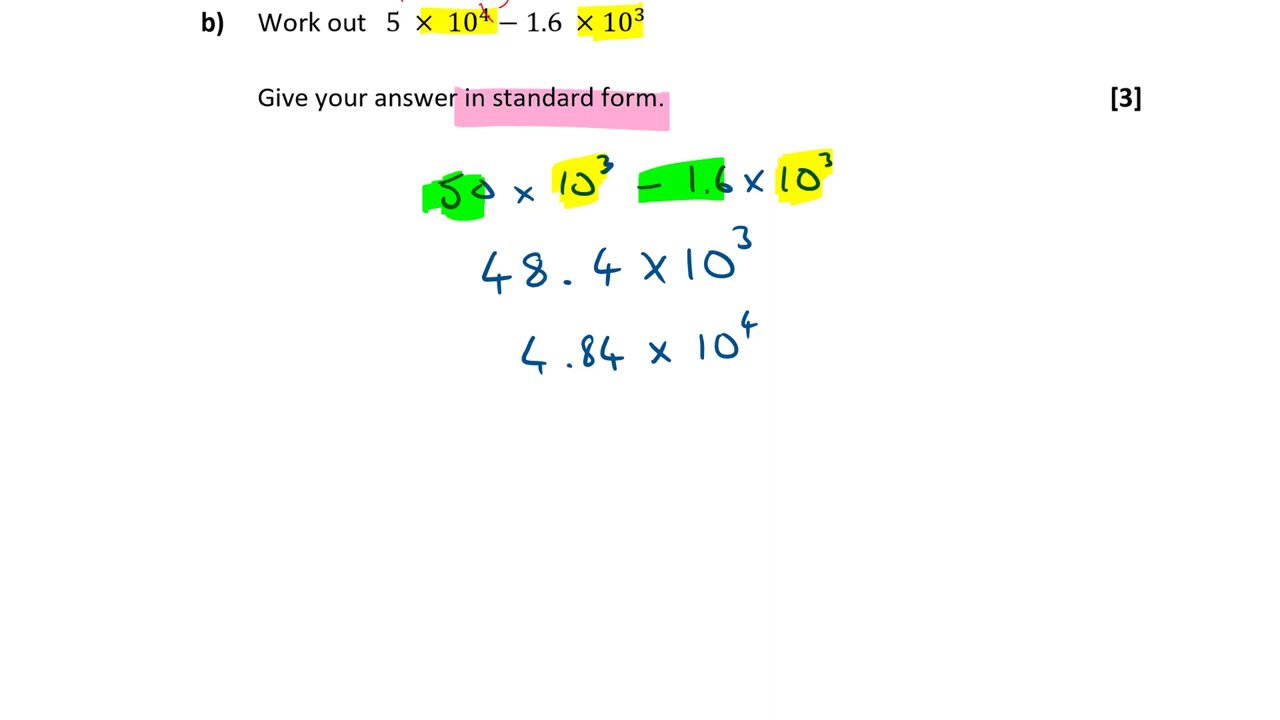 b) Work out 5 × 10⁴ – 1.6 × 10³
Give your answer in standard form. [3]
50 × 10³ – 1.6 × 10³
48.4 × 10³
4.84 × 10⁴